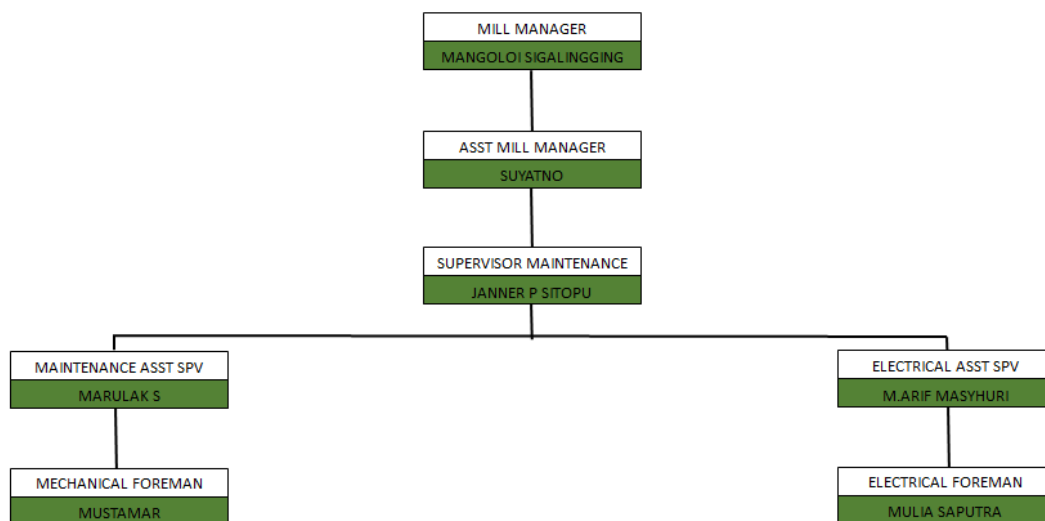 MILL MANAGER
MANGOLOI SIGALINGGING
ASST MILL MANAGER
SUYATNO
SUPERVISOR MAINTENANCE
JANNER P SITOPU
MAINTENANCE ASST SPV
MARULAK S
ELECTRICAL ASST SPV
M.ARIF MASYHURI
MECHANICAL FOREMAN
MUSTAMAR
ELECTRICAL FOREMAN
MULIA SAPUTRA